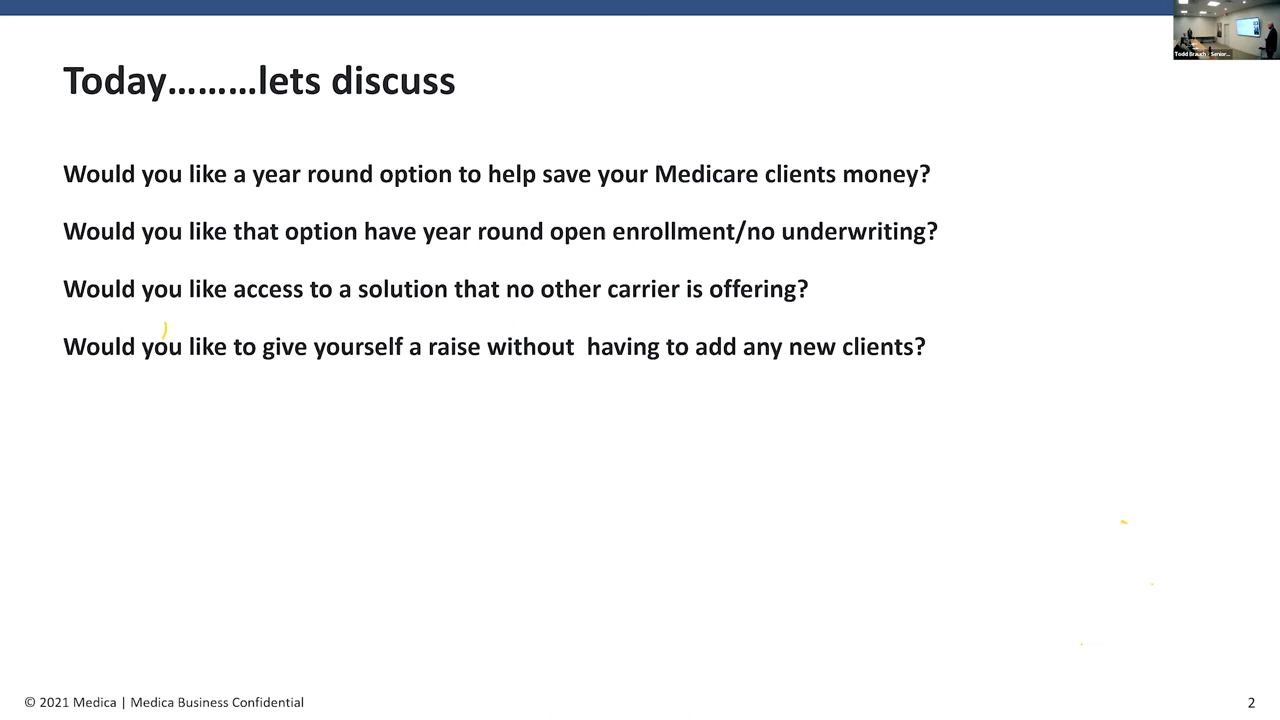 Todd Brauch - Senior...
Today………lets discuss
Would you like a year round option to help save your Medicare clients money?
Would you like that option have year round open enrollment/no underwriting?
Would you like access to a solution that no other carrier is offering?
Would you like to give yourself a raise without  having to add any new clients?
© 2021 Medica | Medica Business Confidential
2